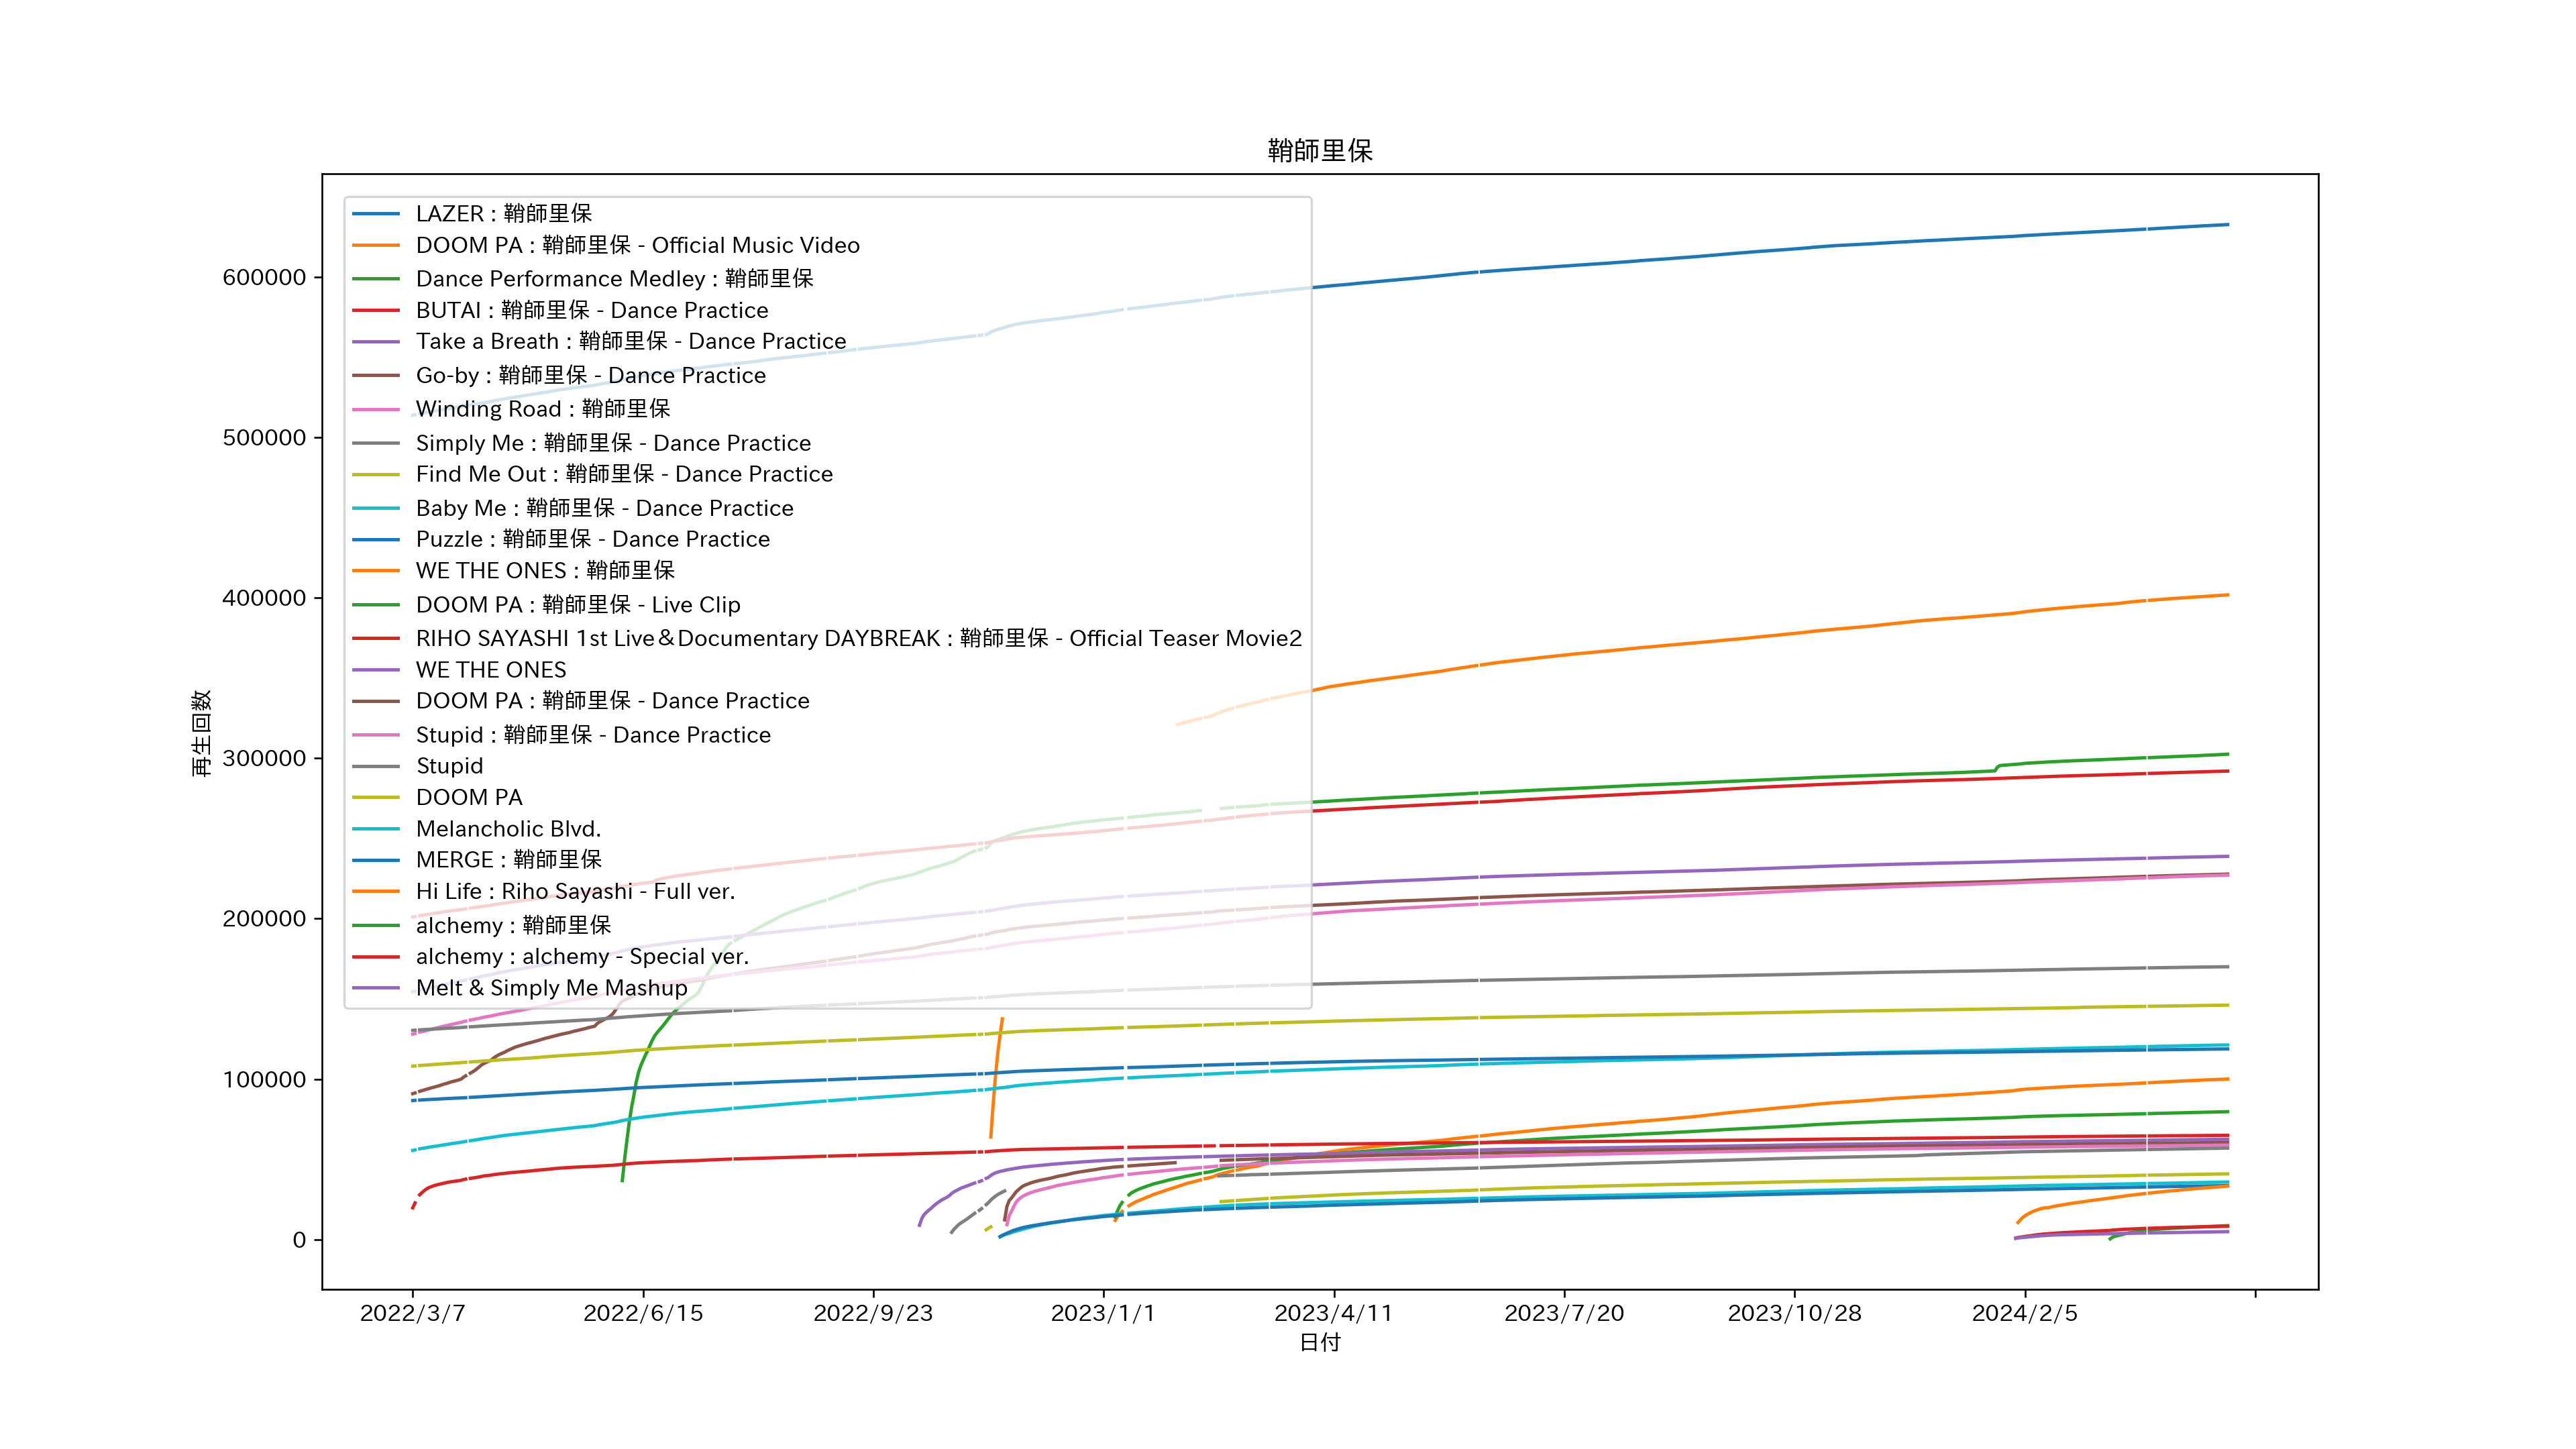 鞘師里保
LAZER : 鞘師里保
DOOM PA : 鞘師里保 - Official Music Video
Dance Performance Medley : 鞘師里保
BUTAI : 鞘師里保 - Dance Practice
Take a Breath : 鞘師里保 - Dance Practice
Go-by : 鞘師里保 - Dance Practice
Winding Road : 鞘師里保
Simply Me : 鞘師里保 - Dance Practice
Find Me Out : 鞘師里保 - Dance Practice
Baby Me : 鞘師里保 - Dance Practice
Puzzle : 鞘師里保 - Dance Practice
WE THE ONES : 鞘師里保
DOOM PA : 鞘師里保 - Live Clip
RIHO SAYASHI 1st Live＆Documentary DAYBREAK : 鞘師里保 - Official Teaser Movie2
WE THE ONES
DOOM PA : 鞘師里保 - Dance Practice
Stupid : 鞘師里保 - Dance Practice
Stupid
DOOM PA
Melancholic Blvd.
MERGE : 鞘師里保
Hi Life : Riho Sayashi - Full ver.
alchemy : 鞘師里保
alchemy : alchemy - Special ver.
Melt & Simply Me Mashup
再生回数
600000
500000
400000
300000
200000
100000
0
2022/3/7
2022/6/15
2022/9/23
2023/1/1
2023/4/11
2023/7/20
2023/10/28
2024/2/5
日付